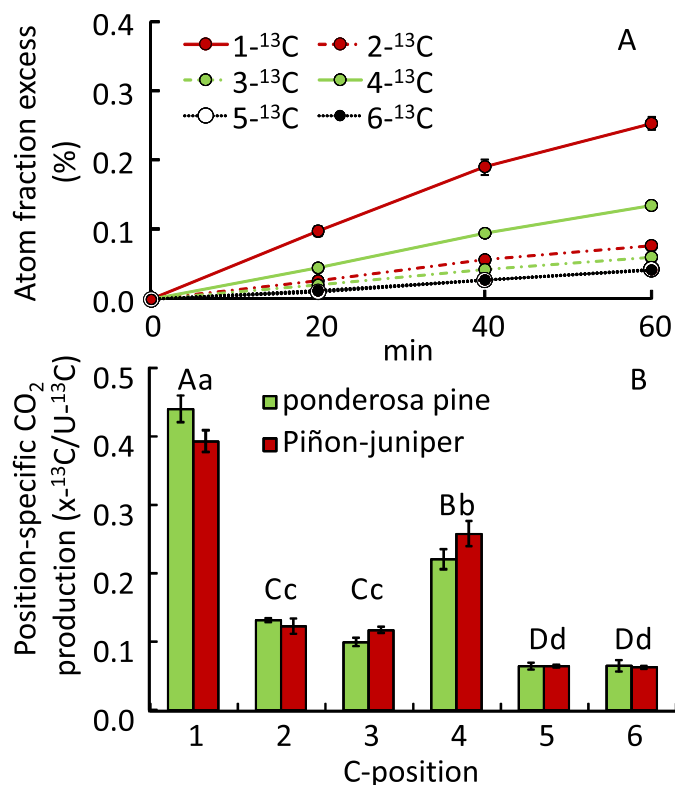 A
0.4
0.3
0.2
0.1
0.0
Atom fraction excess
(%)
1-¹³C 2-¹³C
3-¹³C 4-¹³C
5-¹³C 6-¹³C
0 20 40 60
min
B
0.5
0.4
0.3
0.2
0.1
0.0
Position-specific CO₂
production (x-¹³C/U-¹³C)
ponderosa pine
Piñon-juniper
Aa
Cc Cc Bb Dd Dd
1 2 3 4 5 6
C-position